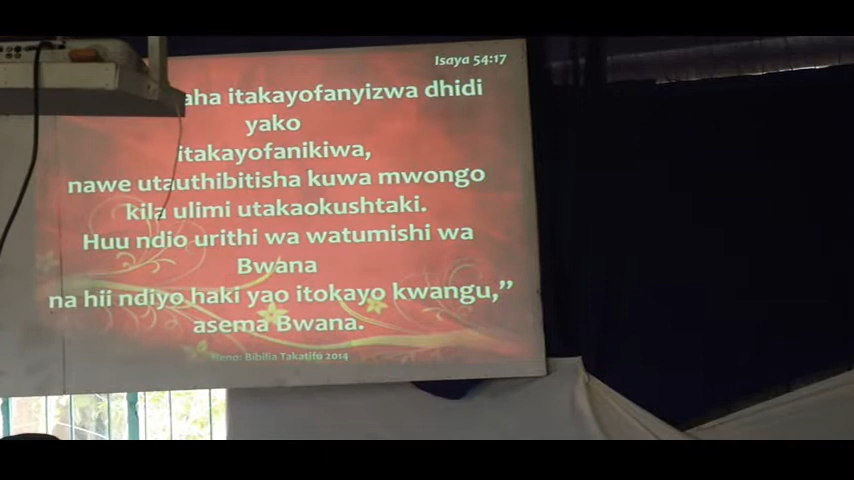 Isaya 54:17
itakayofanyizwa dhidi
yako
itakayofanikiwa,
nawe utauthibitisha kuwa mwongo
kila ulimi utakaokushtaki.
Huu ndio urithi wa watumishi wa
Bwana
na hii ndiyo haki yao itokayo kwangu,”
asema Bwana.
Neno: Bibilia Takatifu 2014